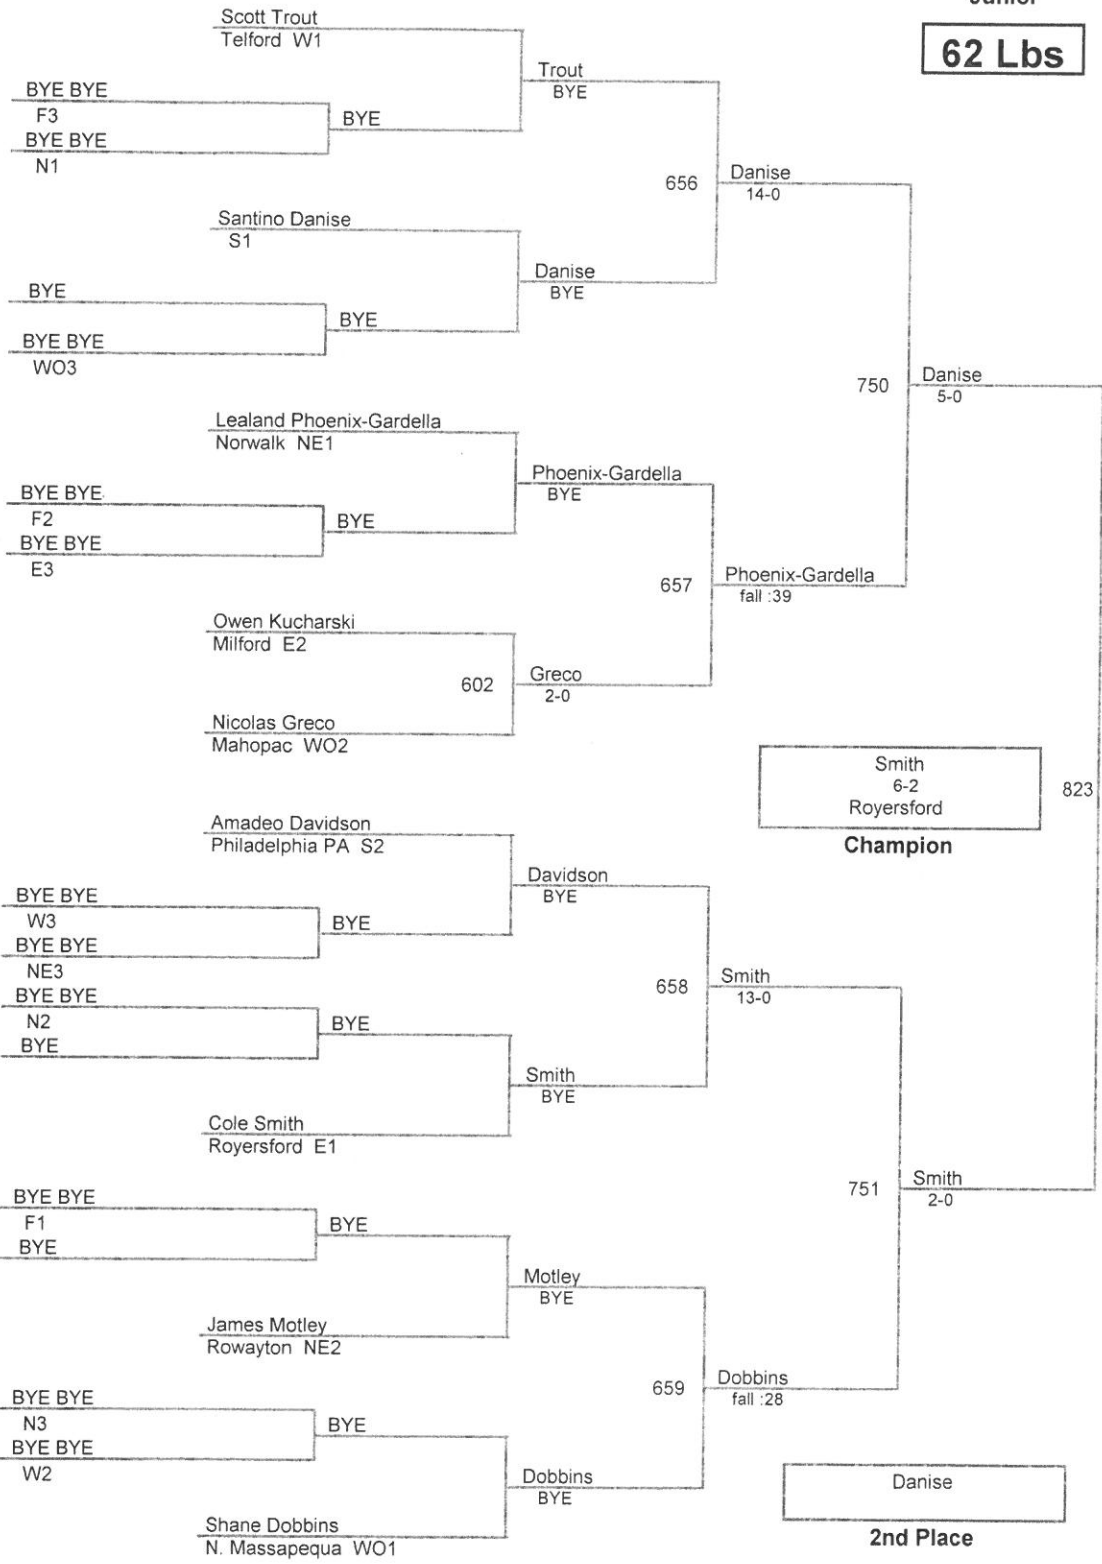 Junior
62 Lbs
Scott Trout
Telford W1
Trout
BYE
BYE BYE
F3
BYE
BYE BYE
N1
656
Danise
14-0
Santino Danise
S1
Danise
BYE
BYE
BYE
BYE BYE
WO3
750
Danise
5-0
Lealand Phoenix-Gardella
Norwalk NE1
Phoenix-Gardella
BYE
BYE BYE
F2
BYE
BYE BYE
E3
657
Phoenix-Gardella
fall :39
Owen Kucharski
Milford E2
602
Greco
2-0
Nicolas Greco
Mahopac WO2
Smith
6-2
Royersford
823
Champion
Amadeo Davidson
Philadelphia PA S2
Davidson
BYE
BYE BYE
W3
BYE
BYE BYE
NE3
658
Smith
13-0
BYE BYE
N2
BYE
BYE
Smith
BYE
Cole Smith
Royersford E1
751
Smith
2-0
BYE BYE
F1
BYE
BYE
Motley
BYE
James Motley
Rowayton NE2
659
Dobbins
fall :28
BYE BYE
N3
BYE
BYE BYE
W2
Dobbins
BYE
Shane Dobbins
N. Massapequa WO1
Danise
2nd Place